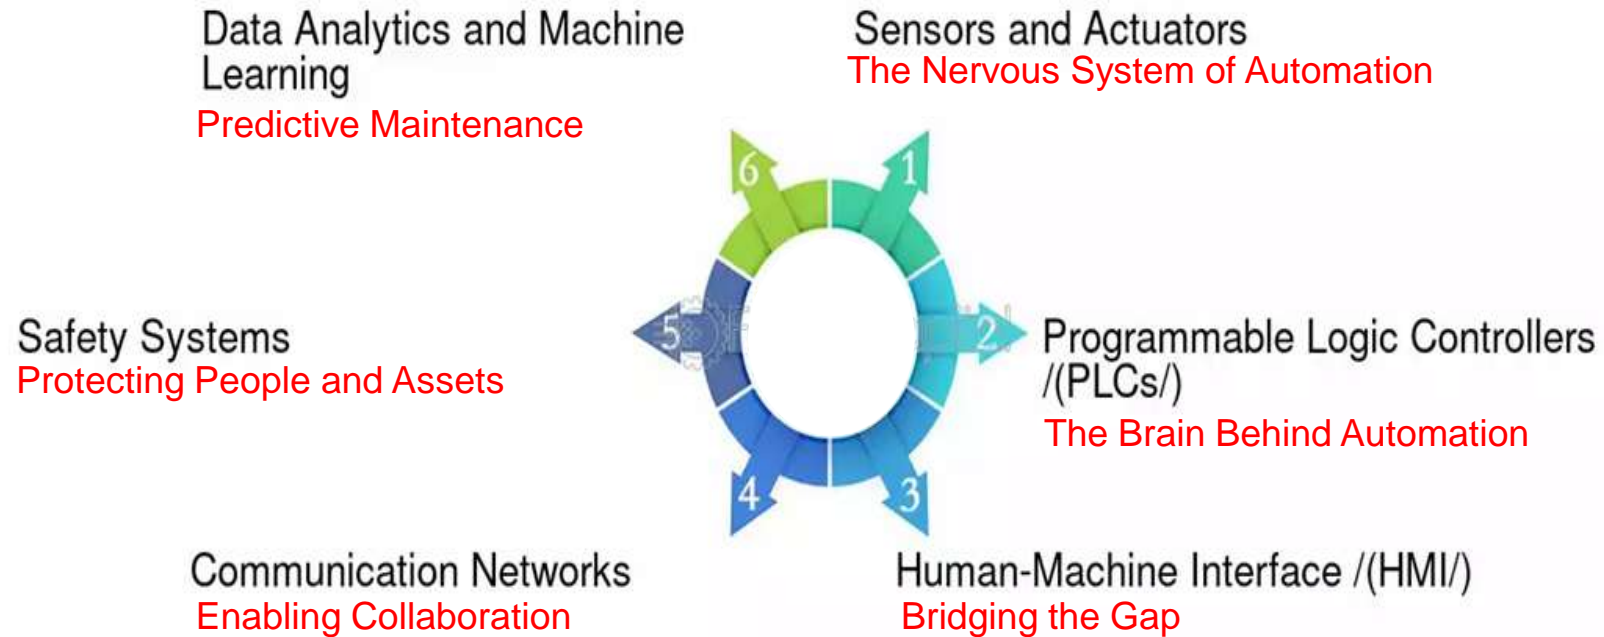 Data Analytics and Machine
Learning
Predictive Maintenance
Sensors and Actuators
The Nervous System of Automation
6
1
5
2
4
3
Safety Systems
Protecting People and Assets
Programmable Logic Controllers
/(PLCs/)
The Brain Behind Automation
Communication Networks
Enabling Collaboration
Human-Machine Interface /(HMI/)
Bridging the Gap